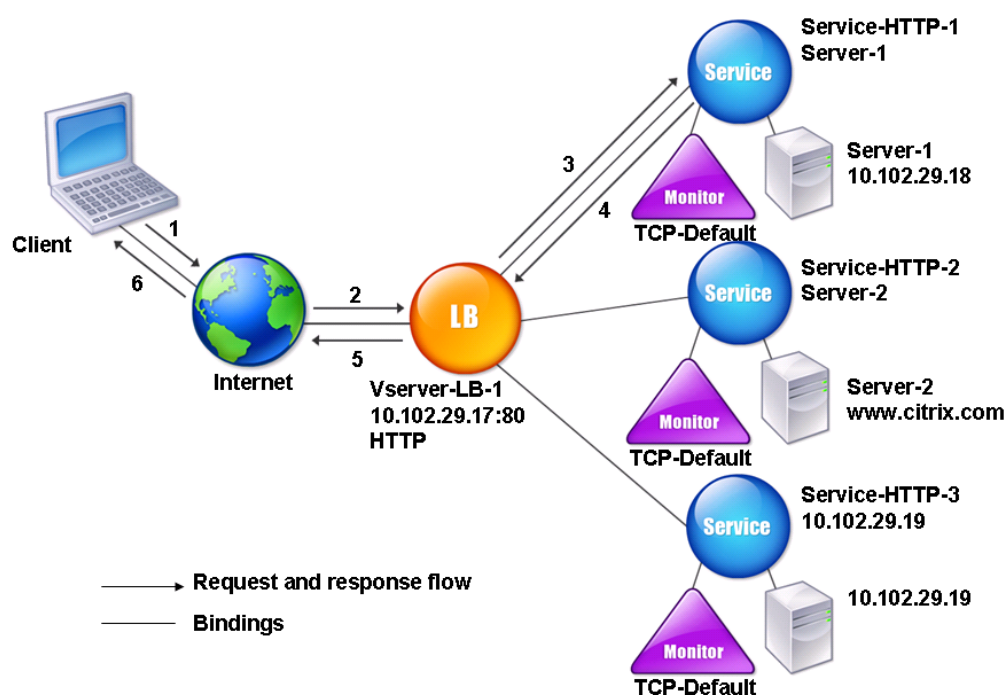 Service-HTTP-1
Server-1
Service
Server-1
10.102.29.18
Monitor
TCP-Default
3
4
Client
1
6
Internet
2
5
LB
Vserver-LB-1
10.102.29.17:80
HTTP
Service-HTTP-2
Server-2
Service
Server-2
www.citrix.com
Monitor
TCP-Default
Service-HTTP-3
10.102.29.19
Service
10.102.29.19
Monitor
TCP-Default
Request and response flow
Bindings